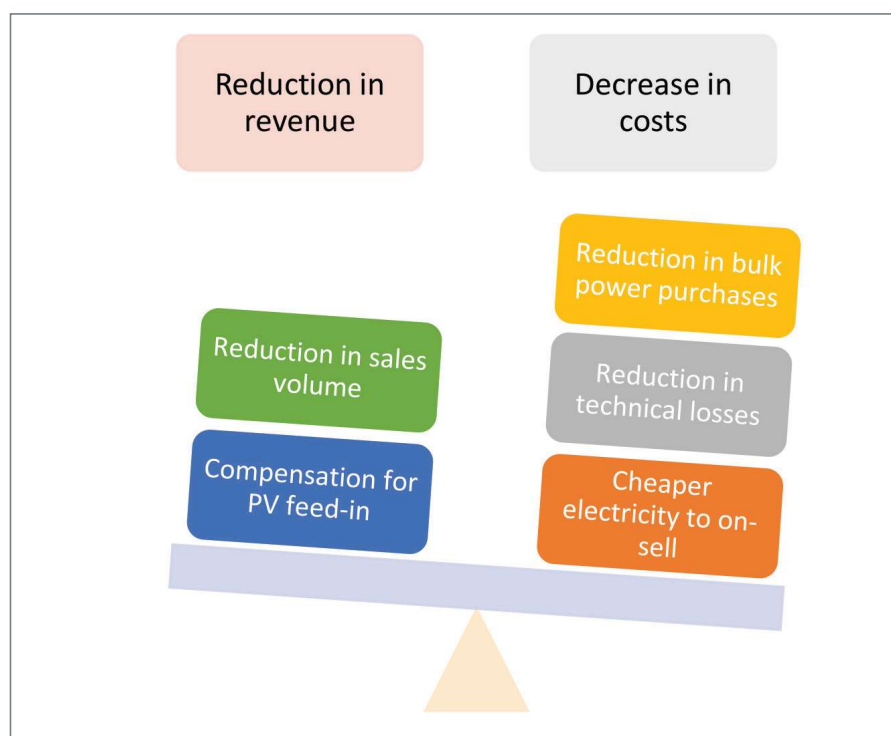 Reduction in
revenue
Decrease in
costs
Reduction in sales
volume
Compensation for
PV feed-in
Reduction in bulk
power purchases
Reduction in
technical losses
Cheaper
electricity to on-
sell